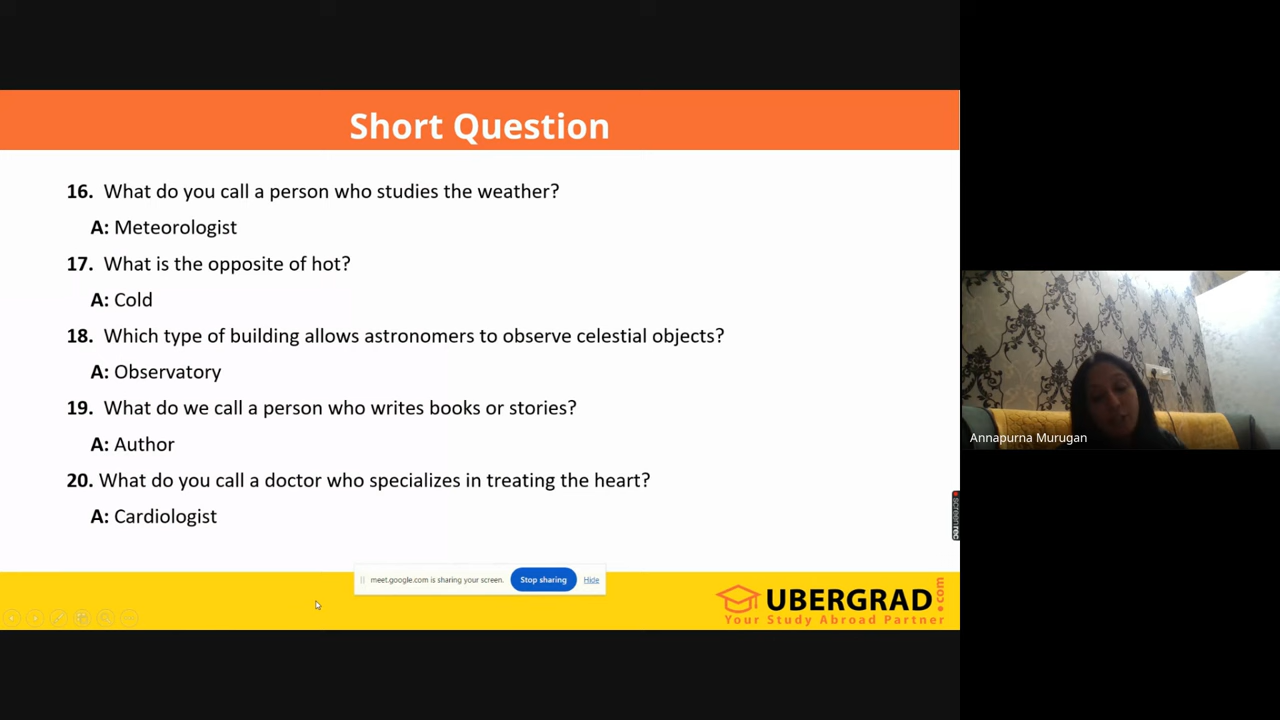 Short Question
16. What do you call a person who studies the weather?
A: Meteorologist
17. What is the opposite of hot?
A: Cold
18. Which type of building allows astronomers to observe celestial objects?
A: Observatory
19. What do we call a person who writes books or stories?
A: Author
20. What do you call a doctor who specializes in treating the heart?
A: Cardiologist
meet.google.com is sharing your screen. Stop sharing Hide
UBERGRAD.com
Your Study Abroad Partner
Annapurna Murugan
screenrec